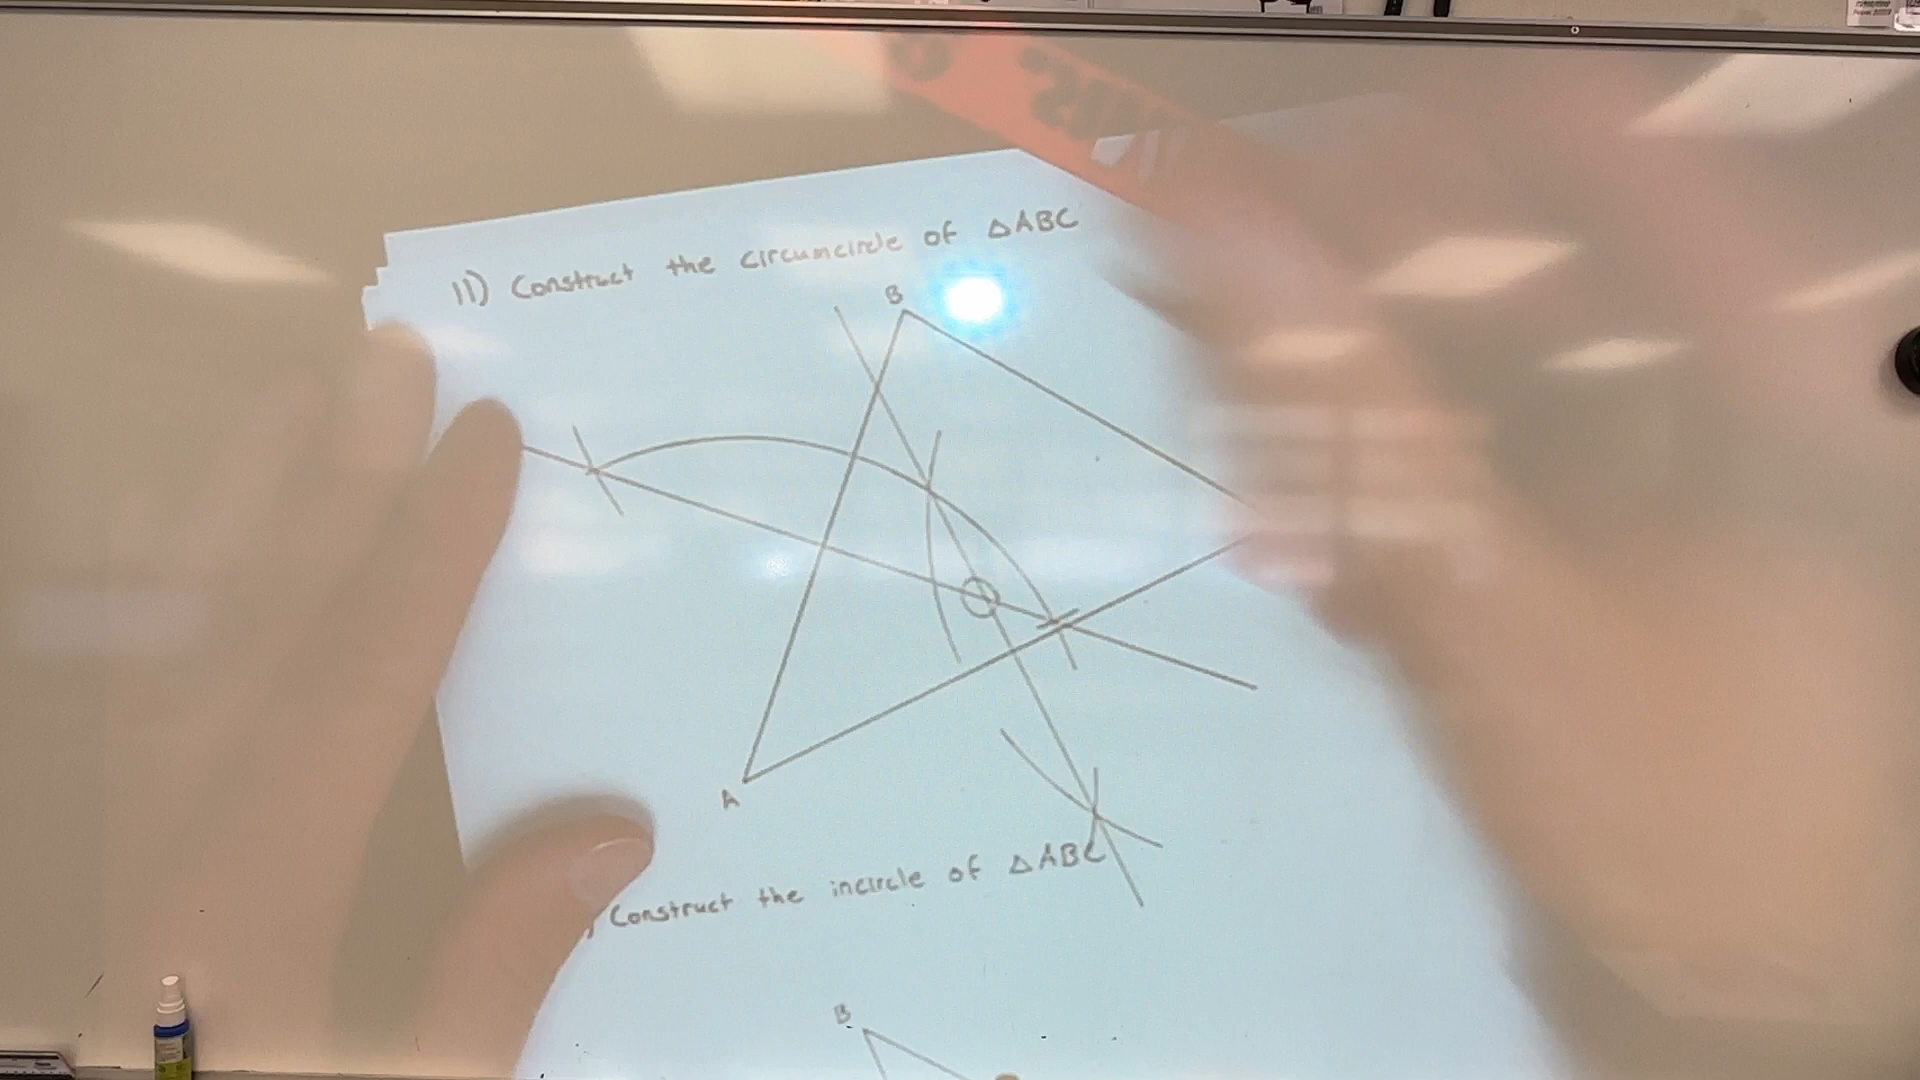 11) Construct the circumcircle of △ABC
B
A
Construct the incircle of △ABC
B